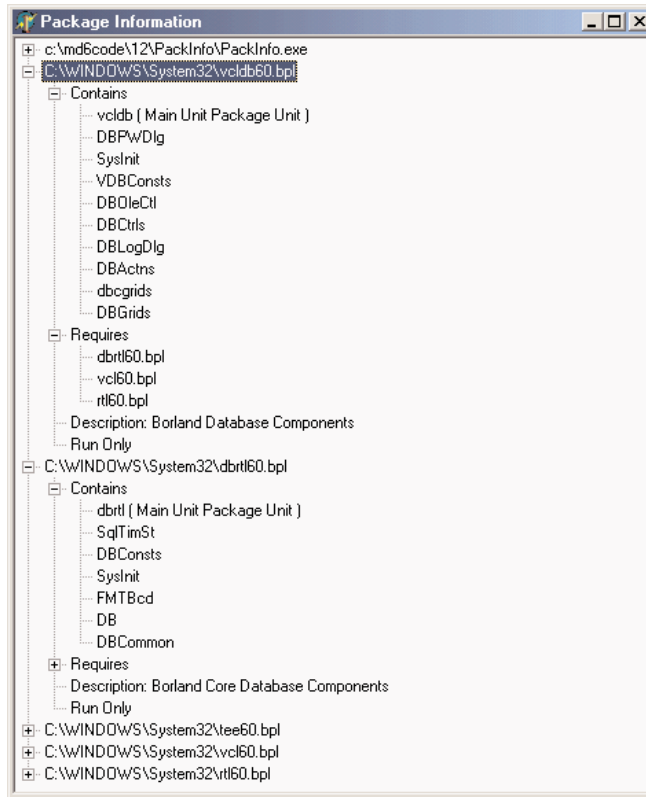 Package Information
c:\md6code\12\PackInfo\PackInfo.exe
C:\WINDOWS\System32\vcldb60.bpl
Contains
vcldb ( Main Unit Package Unit )
DBPWDlg
SysInit
VDBConsts
DBOleCtl
DBCtrls
DBLogDlg
DBActns
dbcgrids
DBGrids
Requires
dbrtl60.bpl
vcl60.bpl
rtl60.bpl
Description: Borland Database Components
Run Only
C:\WINDOWS\System32\dbrtl60.bpl
Contains
dbrtl ( Main Unit Package Unit )
SqlTimSt
DBConsts
SysInit
FMTBcd
DB
DBCommon
Requires
Description: Borland Core Database Components
Run Only
C:\WINDOWS\System32\tee60.bpl
C:\WINDOWS\System32\vcl60.bpl
C:\WINDOWS\System32\rtl60.bpl